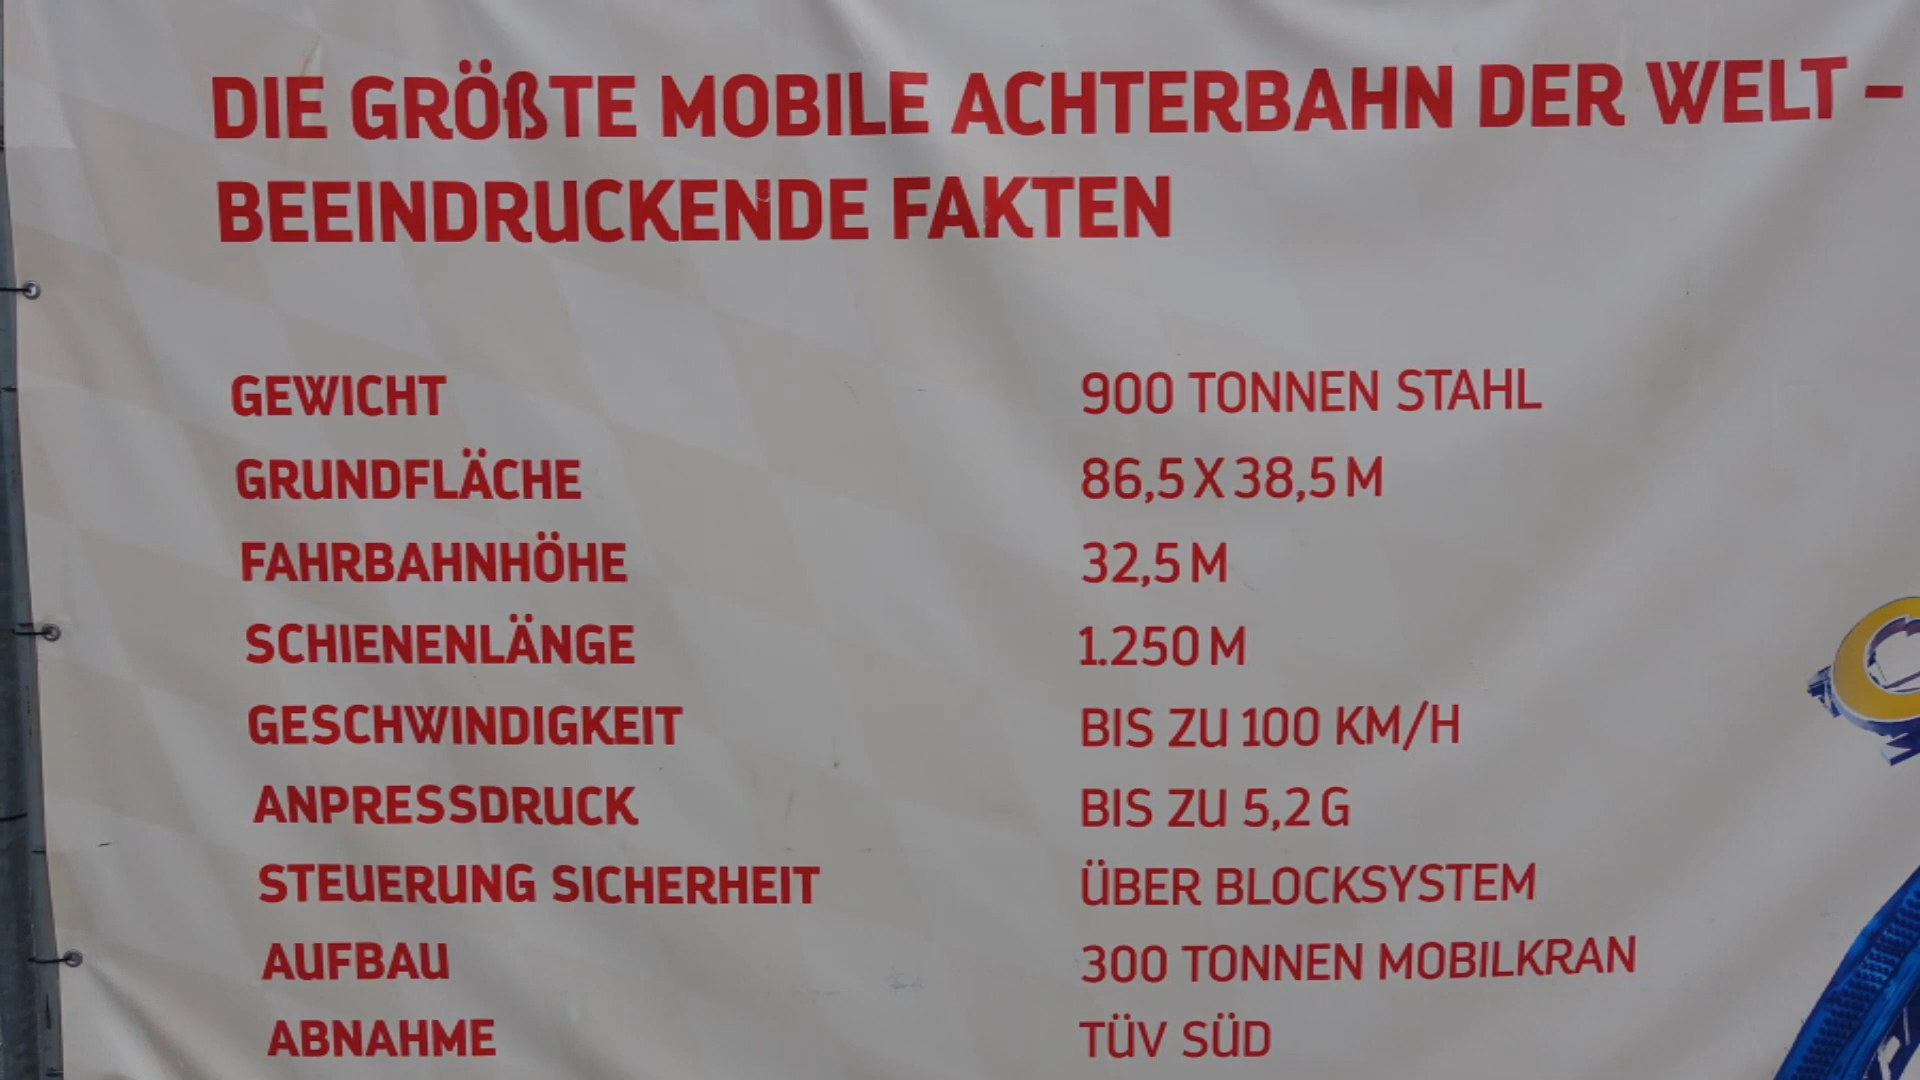 DIE GRÖßTE MOBILE ACHTERBAHN DER WELT –
BEEINDRUCKENDE FAKTEN
GEWICHT 900 TONNEN STAHL
GRUNDFLÄCHE 86,5 X 38,5 M
FAHRBAHNHÖHE 32,5 M
SCHIENENLÄNGE 1.250 M
GESCHWINDIGKEIT BIS ZU 100 KM/H
ANPRESSDRUCK BIS ZU 5,2 G
STEUERUNG SICHERHEIT ÜBER BLOCKSYSTEM
AUFBAU 300 TONNEN MOBILKRAN
ABNAHME TÜV SÜD